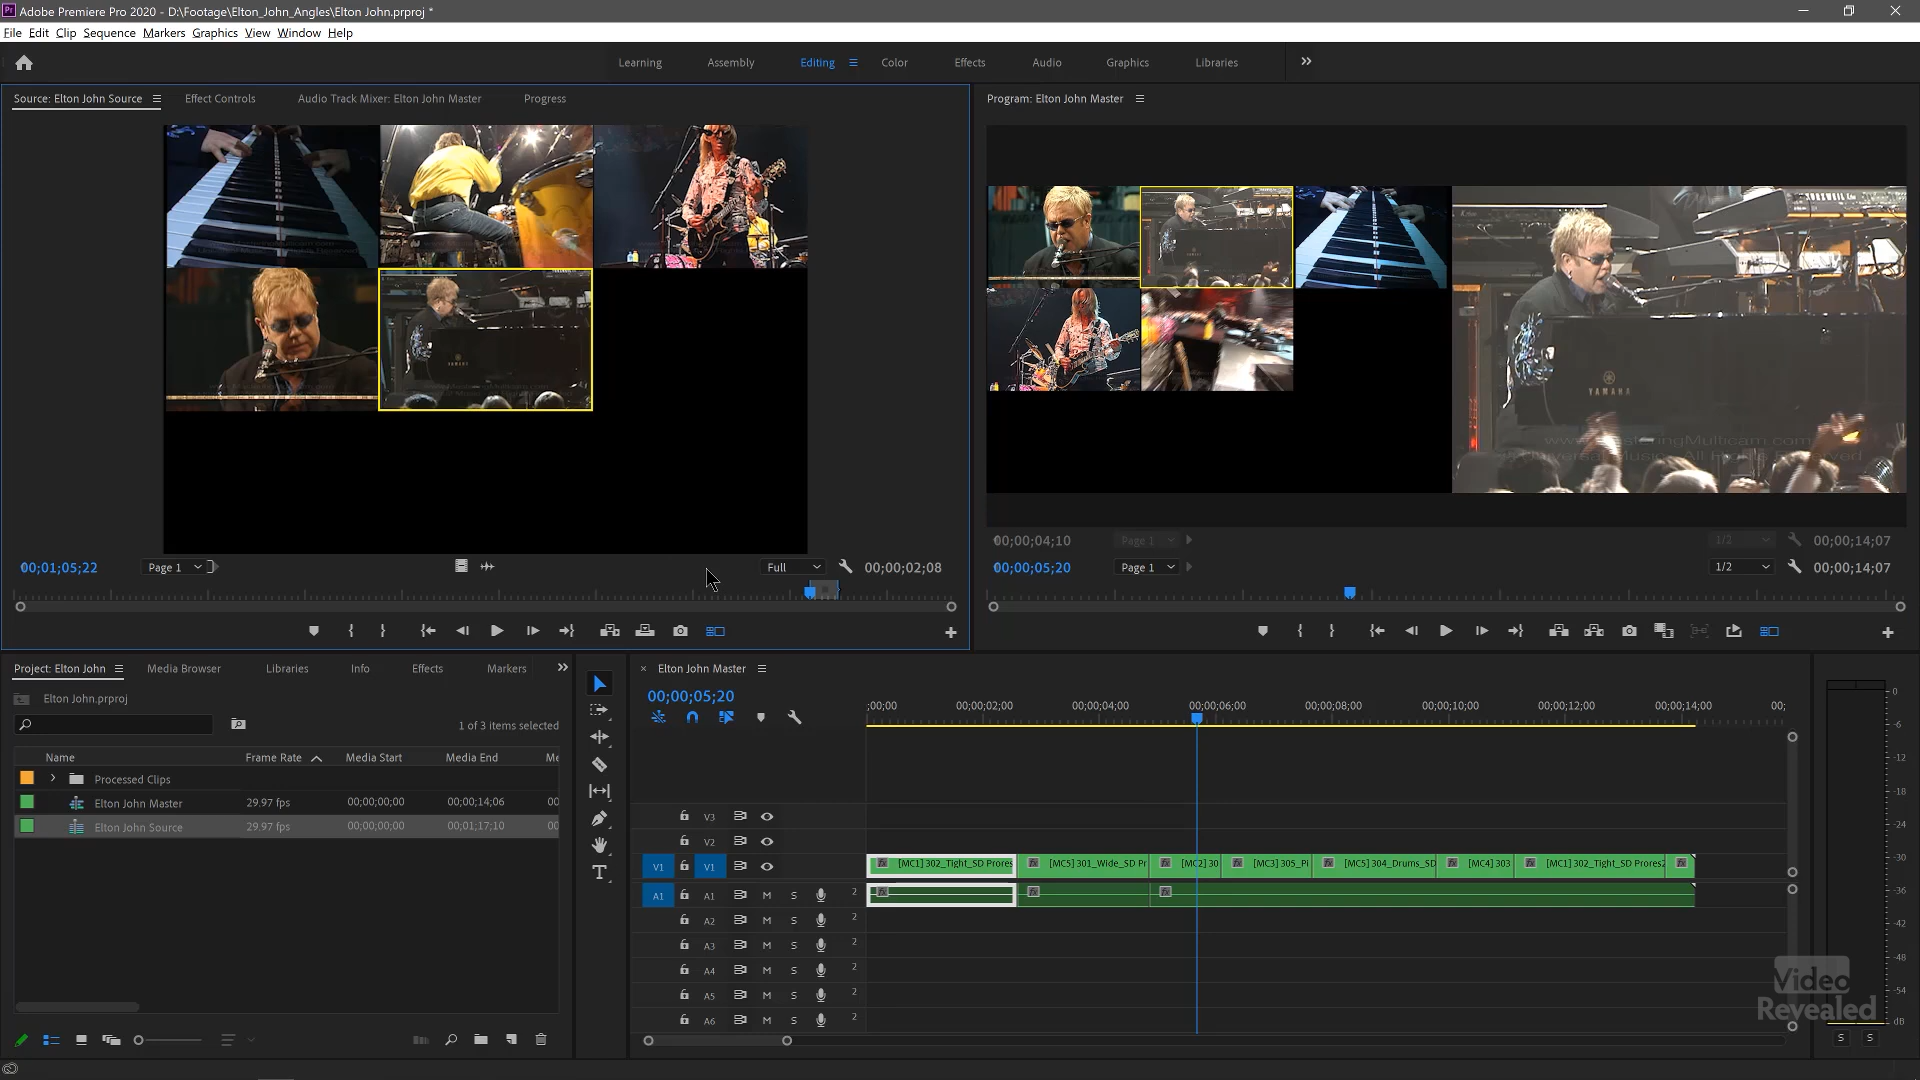 Adobe Premiere Pro 2020 - D:\Footage\Elton_John_Angles\Elton John.prproj *
File Edit Clip Sequence Markers Graphics View Window Help
Learning Assembly Editing Color Effects Audio Graphics Libraries
Source: Elton John Source Effect Controls Audio Track Mixer: Elton John Master Progress
Program: Elton John Master
YAMAHA
YAMAHA
00;00;04;10 Page 1 1/2 00;00;14;07
00;01;05;22 Page 1 Full 00;00;02;08
00;00;05;20 Page 1 1/2 00;00;14;07
Project: Elton John Media Browser Libraries Info Effects Markers
Elton John.prproj
1 of 3 items selected
Name Frame Rate Media Start Media End Me
Processed Clips
Elton John Master 29.97 fps 00;00;00;00 00;00;14;06 00
Elton John Source 29.97 fps 00;00;00;00 00;01;17;10 00
Elton John Master
00;00;05;20
;00;00 00;00;02;00 00;00;04;00 00;00;06;00 00;00;08;00 00;00;10;00 00;00;12;00 00;00;14;00 00;
V3
V2
V1 V1 [MC1] 302_Tight_SD Prores [MC5] 301_Wide_SD Pr [MC2] 30 [MC3] 305_Pi [MC5] 304_Drums_SD [MC4] 303 [MC1] 302_Tight_SD Prores2
A1 A1 M S 2
A2 M S 2
A3 M S 2
A4 M S 2
A5 M S 2
A6 M S 2
0
-6
-12
-18
-24
-30
-36
-42
-48
-54
dB
S S
Video
Revealed